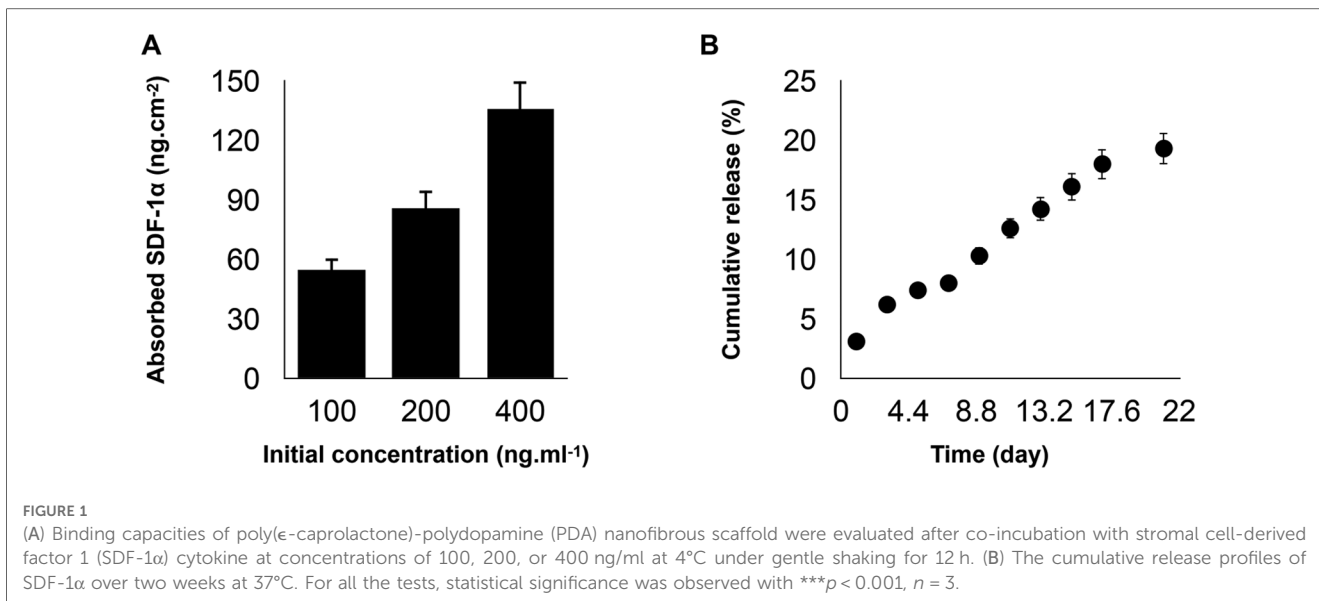 A
Absorbed SDF-1α (ng.cm-2)
150
120
90
60
30
0
100 200 400
Initial concentration (ng.ml-1)
B
Cumulative release (%)
25
20
15
10
5
0
0 4.4 8.8 13.2 17.6 22
Time (day)
FIGURE 1
(A) Binding capacities of poly(ϵ-caprolactone)-polydopamine (PDA) nanofibrous scaffold were evaluated after co-incubation with stromal cell-derived
factor 1 (SDF-1α) cytokine at concentrations of 100, 200, or 400 ng/ml at 4°C under gentle shaking for 12 h. (B) The cumulative release profiles of
SDF-1α over two weeks at 37°C. For all the tests, statistical significance was observed with ***p < 0.001, n = 3.